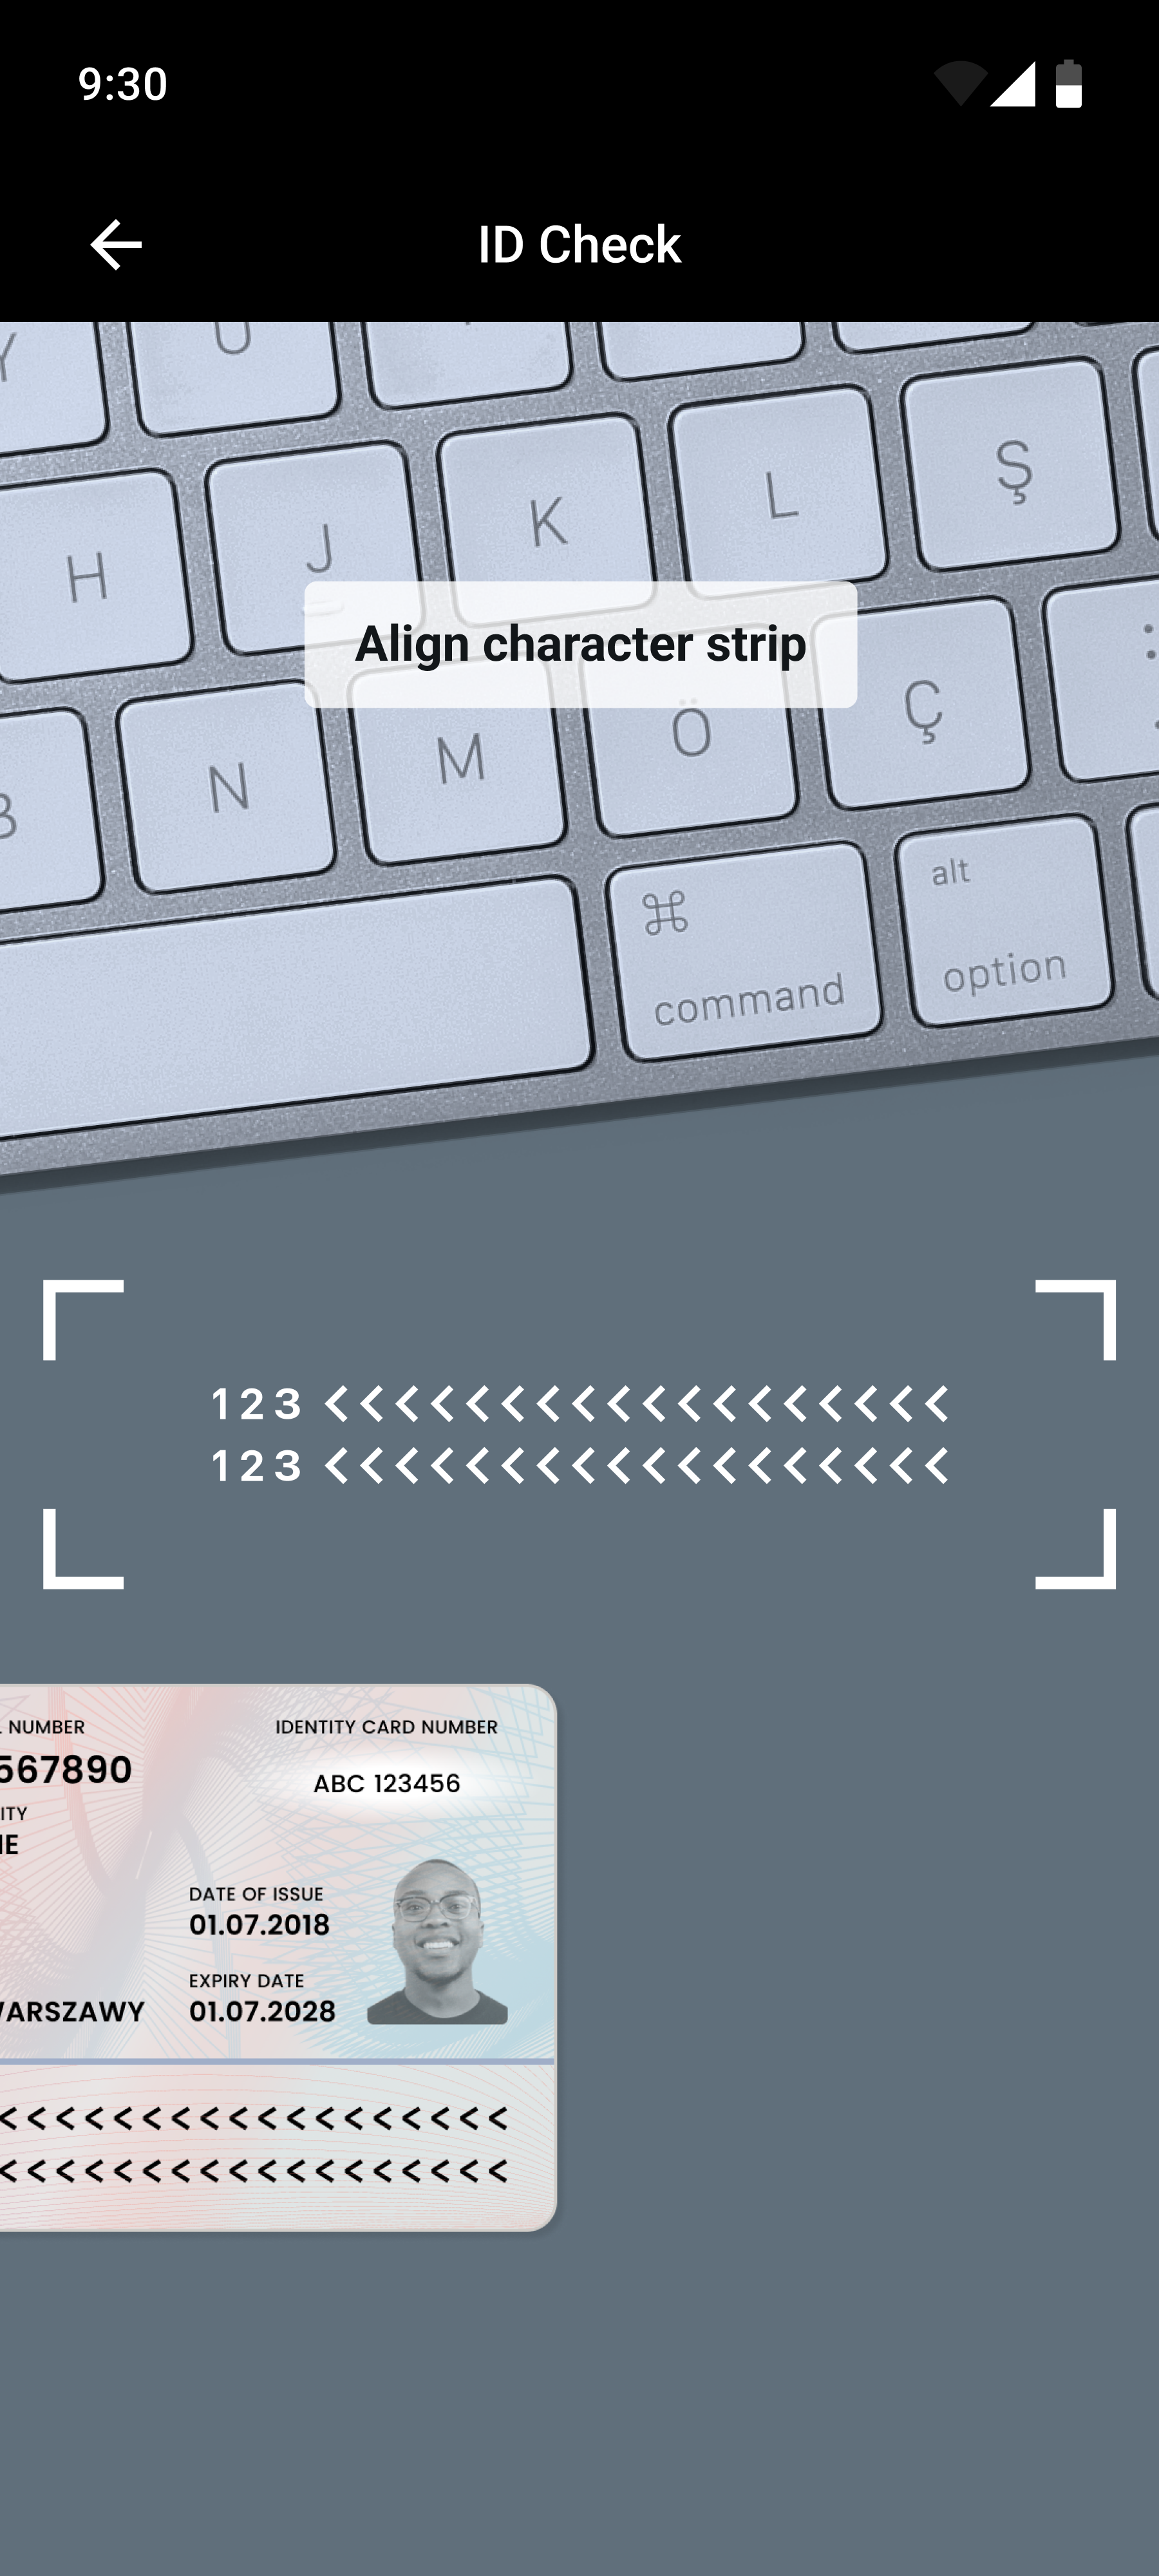 9:30
ID Check
Y U
H J K L Ş
Align character strip
B N M Ö Ç :
⌘ alt
command option
123 <<<<<<<<<<<<<<<<<<
123 <<<<<<<<<<<<<<<<<<
NUMBER IDENTITY CARD NUMBER
567890 ABC 123456
ITY
IE
DATE OF ISSUE
01.07.2018
EXPIRY DATE
WARSZAWY 01.07.2028
<<<<<<<<<<<<<<<<<<
<<<<<<<<<<<<<<<<<<